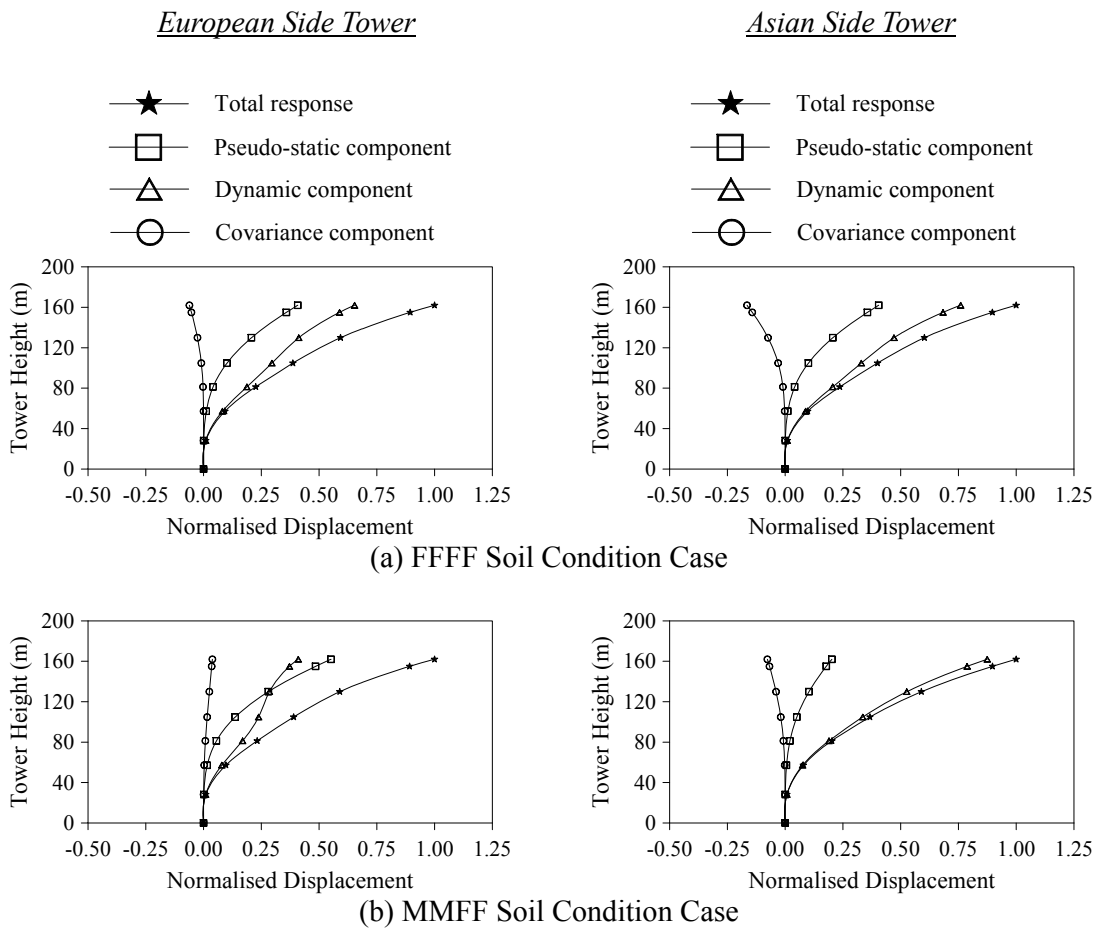 European Side Tower
Asian Side Tower
Total response
Pseudo-static component
Dynamic component
Covariance component
Total response
Pseudo-static component
Dynamic component
Covariance component
Tower Height (m)
200
160
120
80
40
0
-0.50 -0.25 0.00 0.25 0.50 0.75 1.00 1.25
Normalised Displacement
Tower Height (m)
200
160
120
80
40
0
-0.50 -0.25 0.00 0.25 0.50 0.75 1.00 1.25
Normalised Displacement
(a) FFFF Soil Condition Case
Tower Height (m)
200
160
120
80
40
0
-0.50 -0.25 0.00 0.25 0.50 0.75 1.00 1.25
Normalised Displacement
Tower Height (m)
200
160
120
80
40
0
-0.50 -0.25 0.00 0.25 0.50 0.75 1.00 1.25
Normalised Displacement
(b) MMFF Soil Condition Case